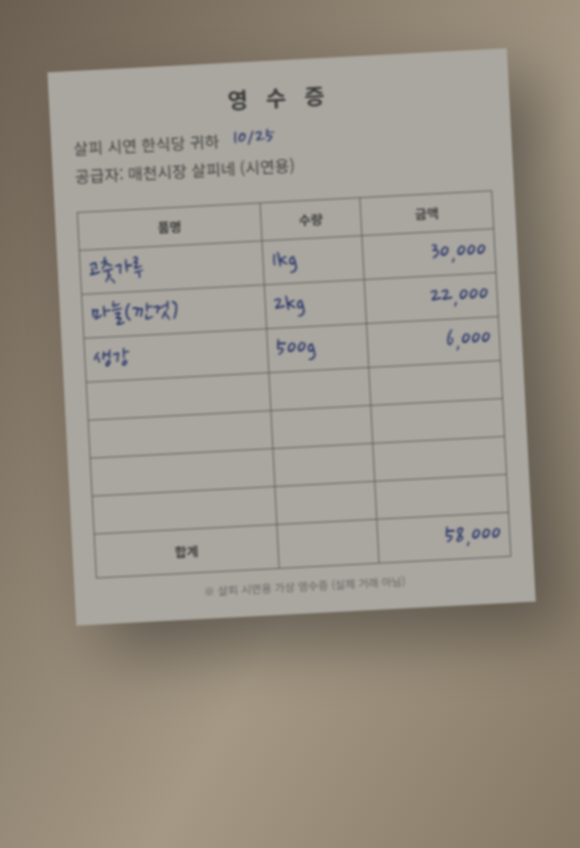 영 수 증
살피 시연 한식당 귀하 10/25
공급자: 매천시장 살피네 (시연용)
품명 수량 금액
고춧가루 1kg 30,000
마늘(깐것) 2kg 22,000
생강 500g 6,000
합계 58,000
※ 살피 시연용 가상 영수증 (실제 거래 아님)